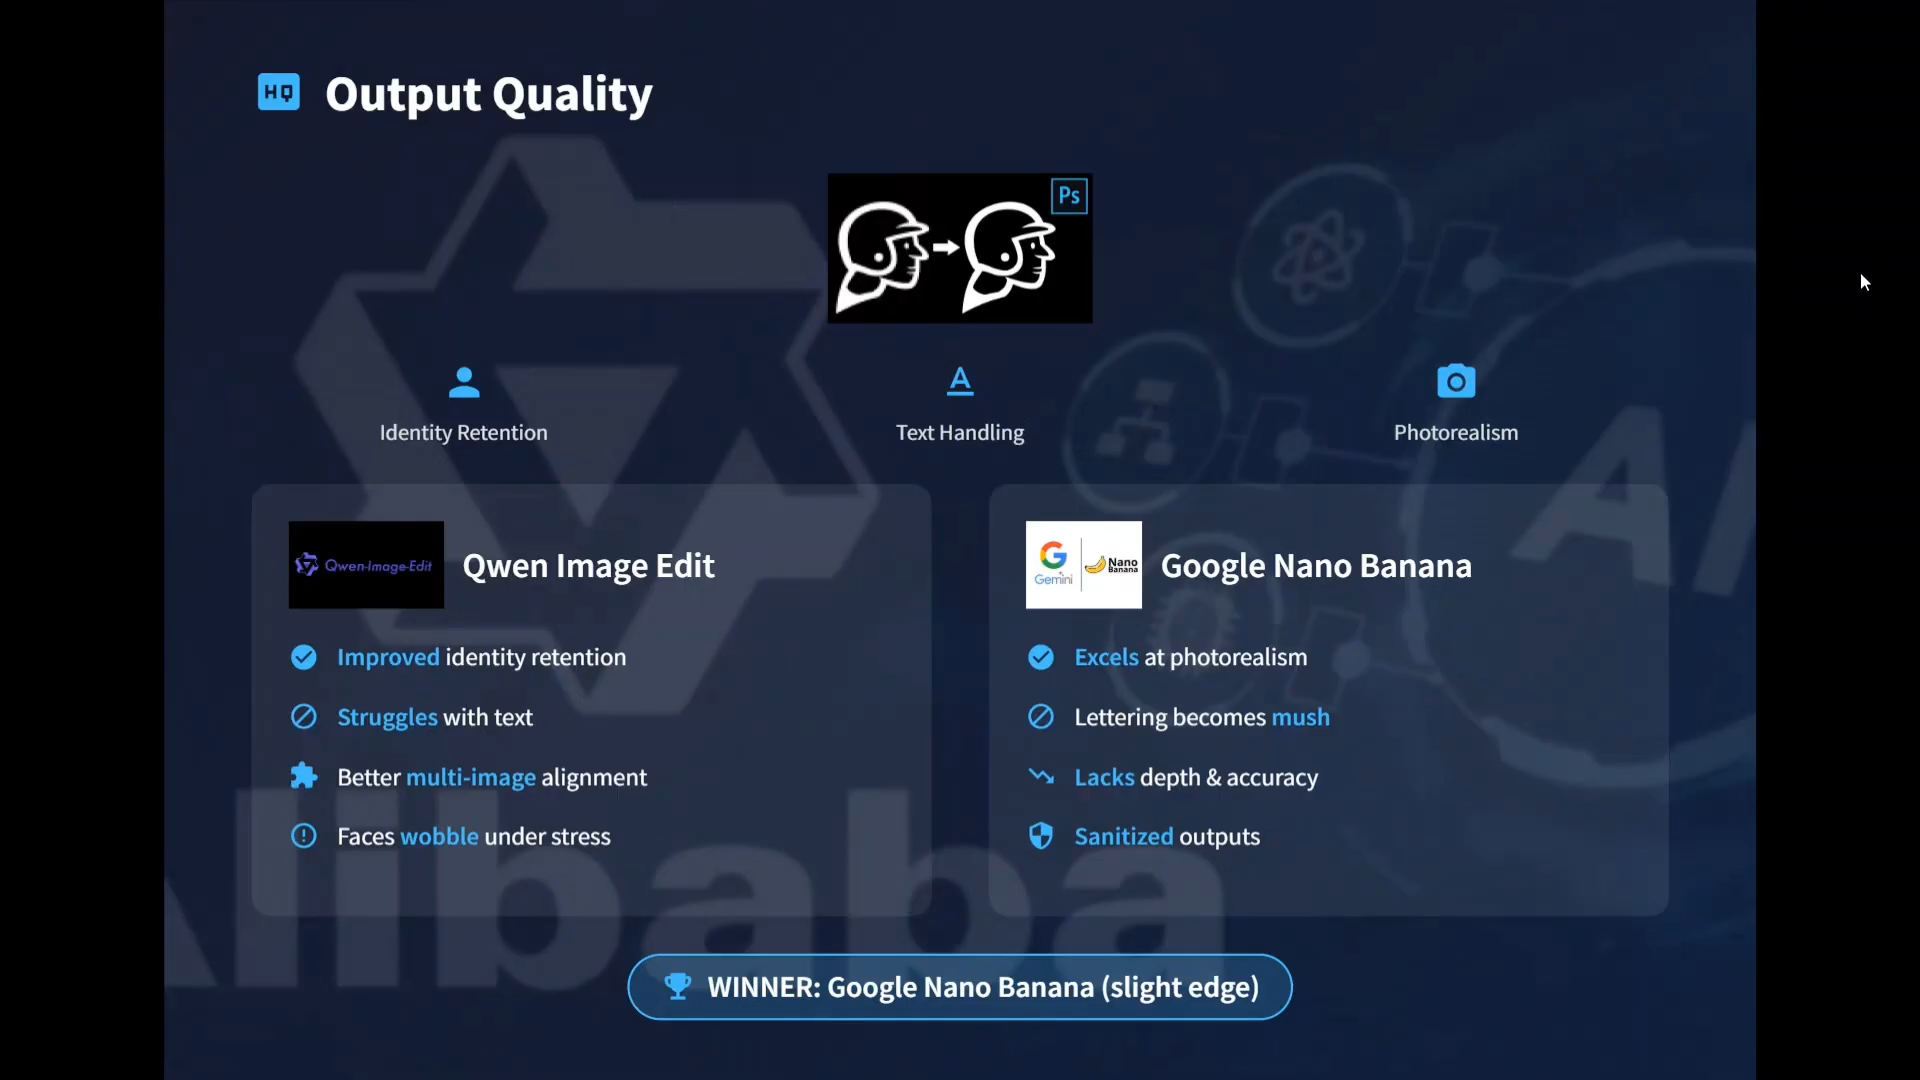 HQ
Output Quality
Ps
Identity Retention
Text Handling
Photorealism
Qwen-Image-Edit
Qwen Image Edit
Improved identity retention
Struggles with text
Better multi-image alignment
Faces wobble under stress
Gemini
Nano
Banana
Google Nano Banana
Excels at photorealism
Lettering becomes mush
Lacks depth & accuracy
Sanitized outputs
AI
Alibaba
WINNER: Google Nano Banana (slight edge)